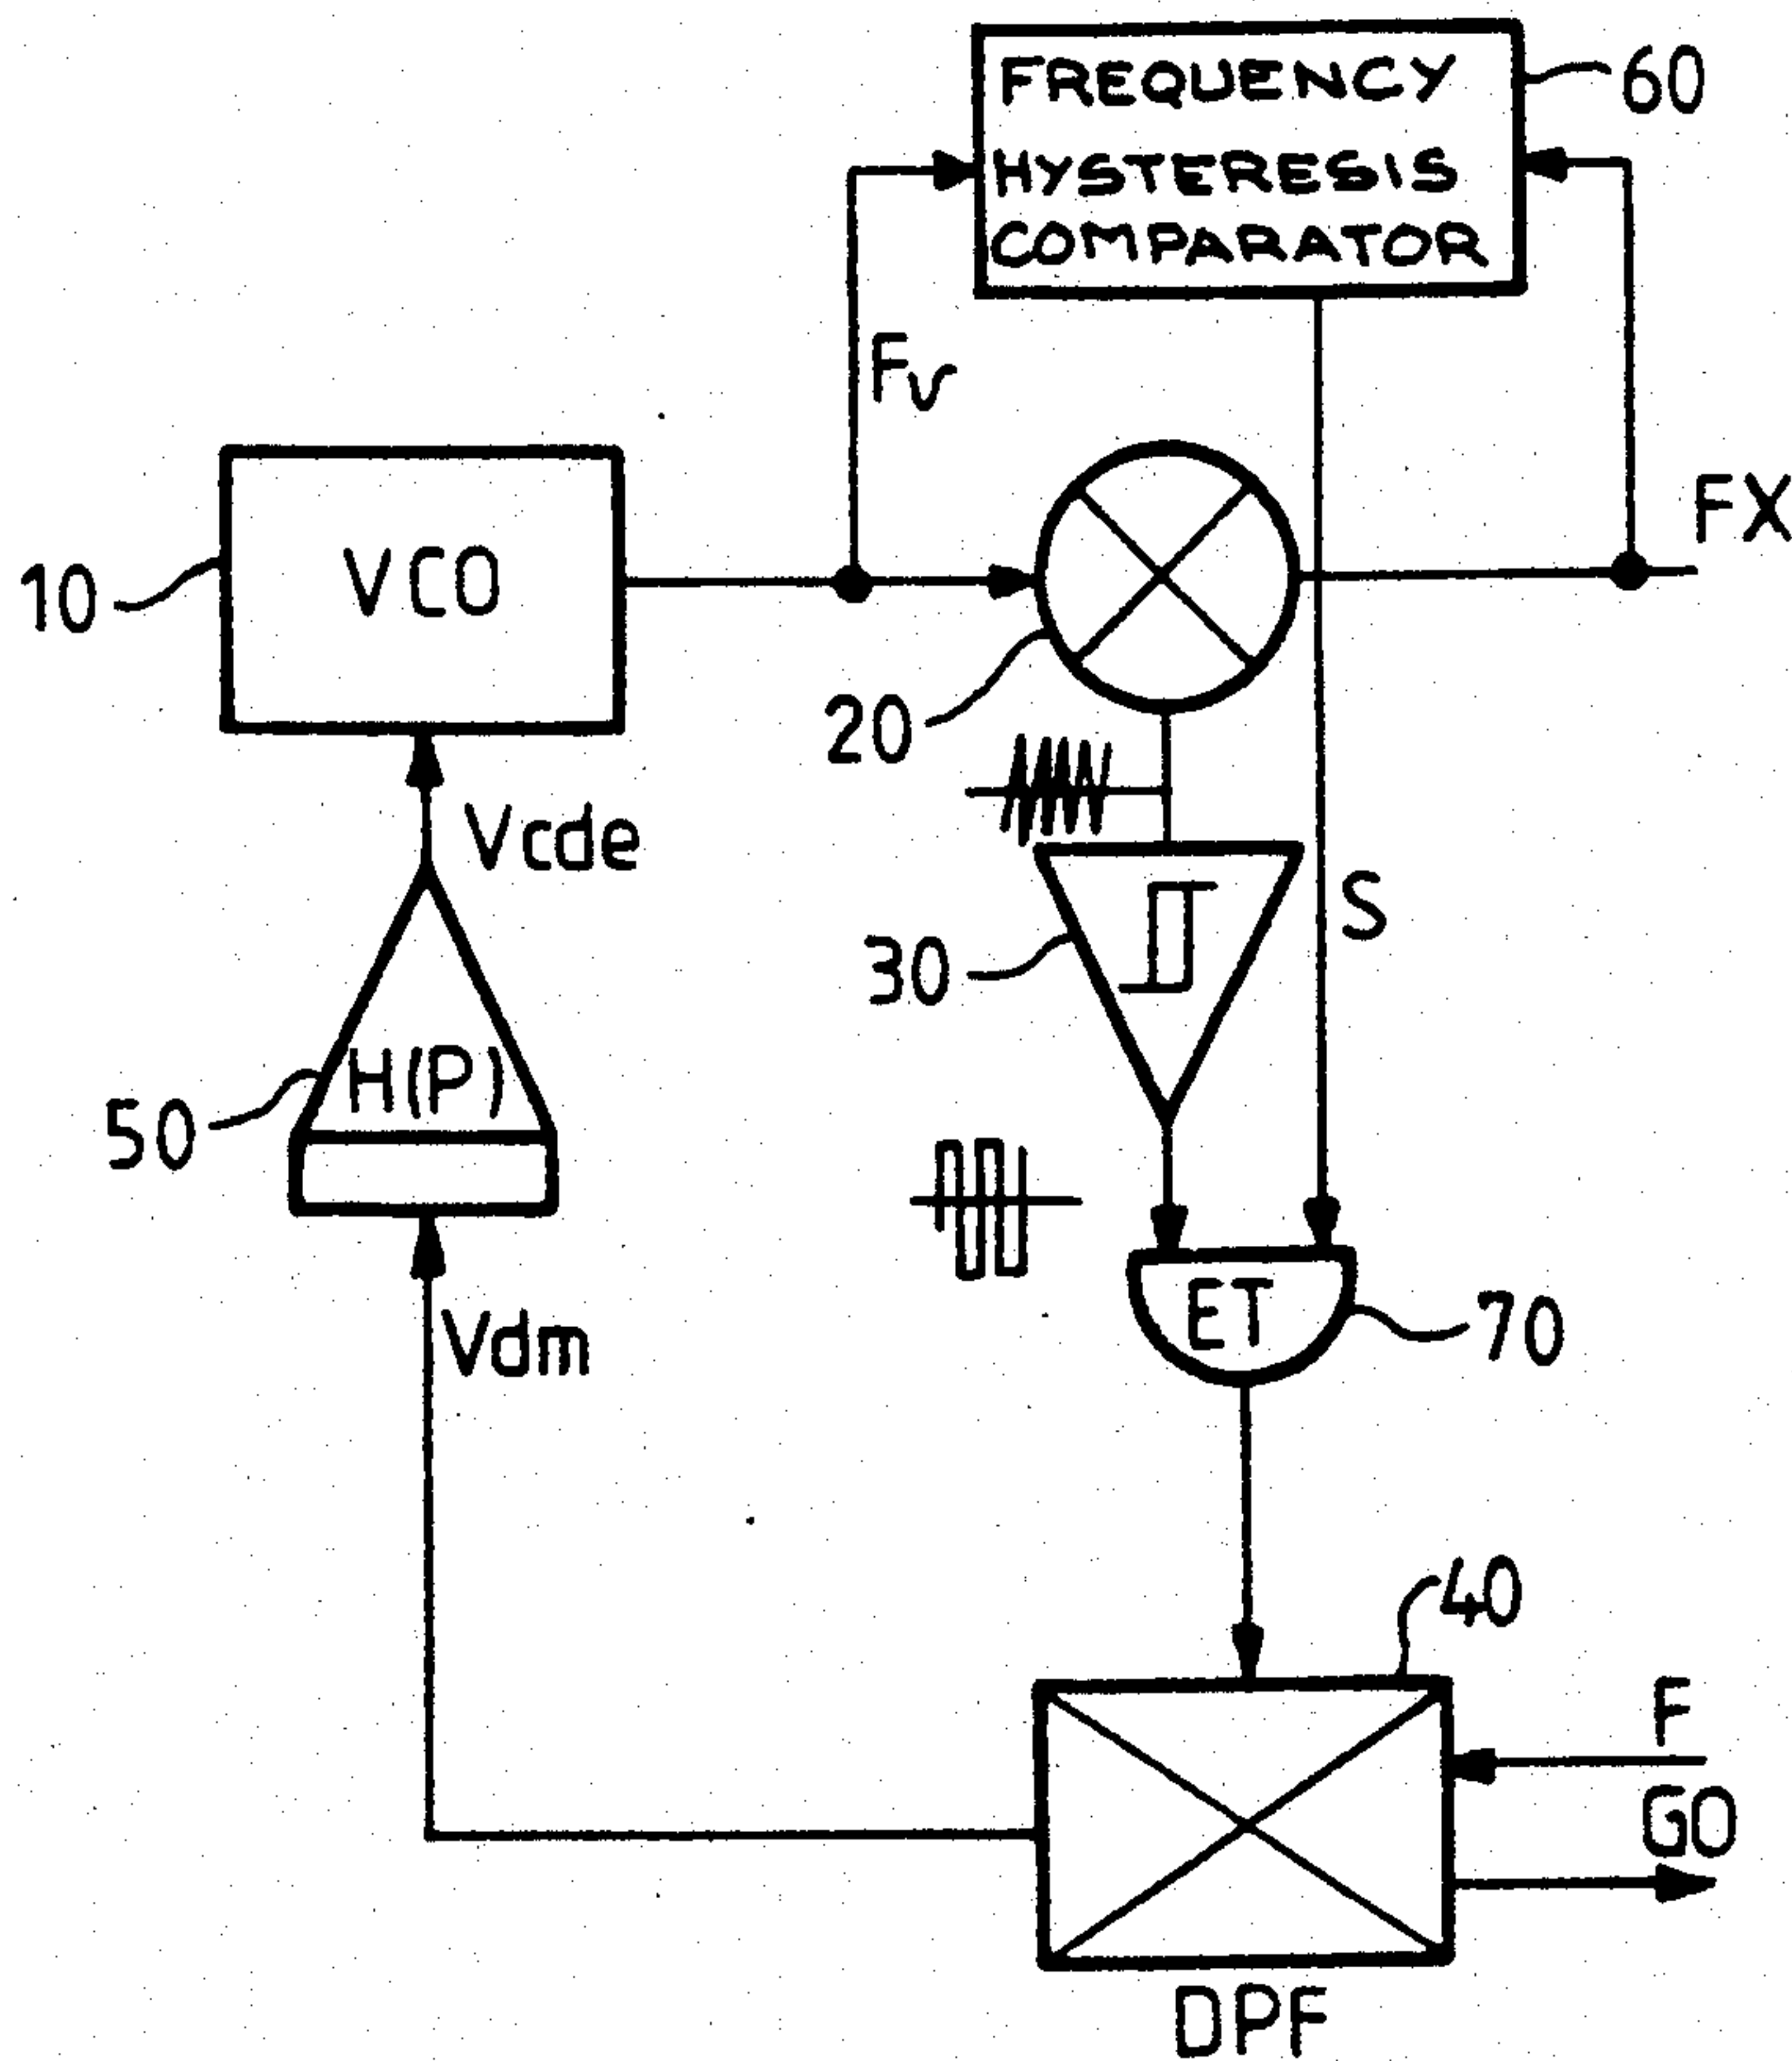 FREQUENCY
HYSTERESIS
COMPARATOR
60
Fv
FX
VCO
10
20
Vcde
S
30
H(P)
50
ET
70
Vdm
40
F
GO
DPF